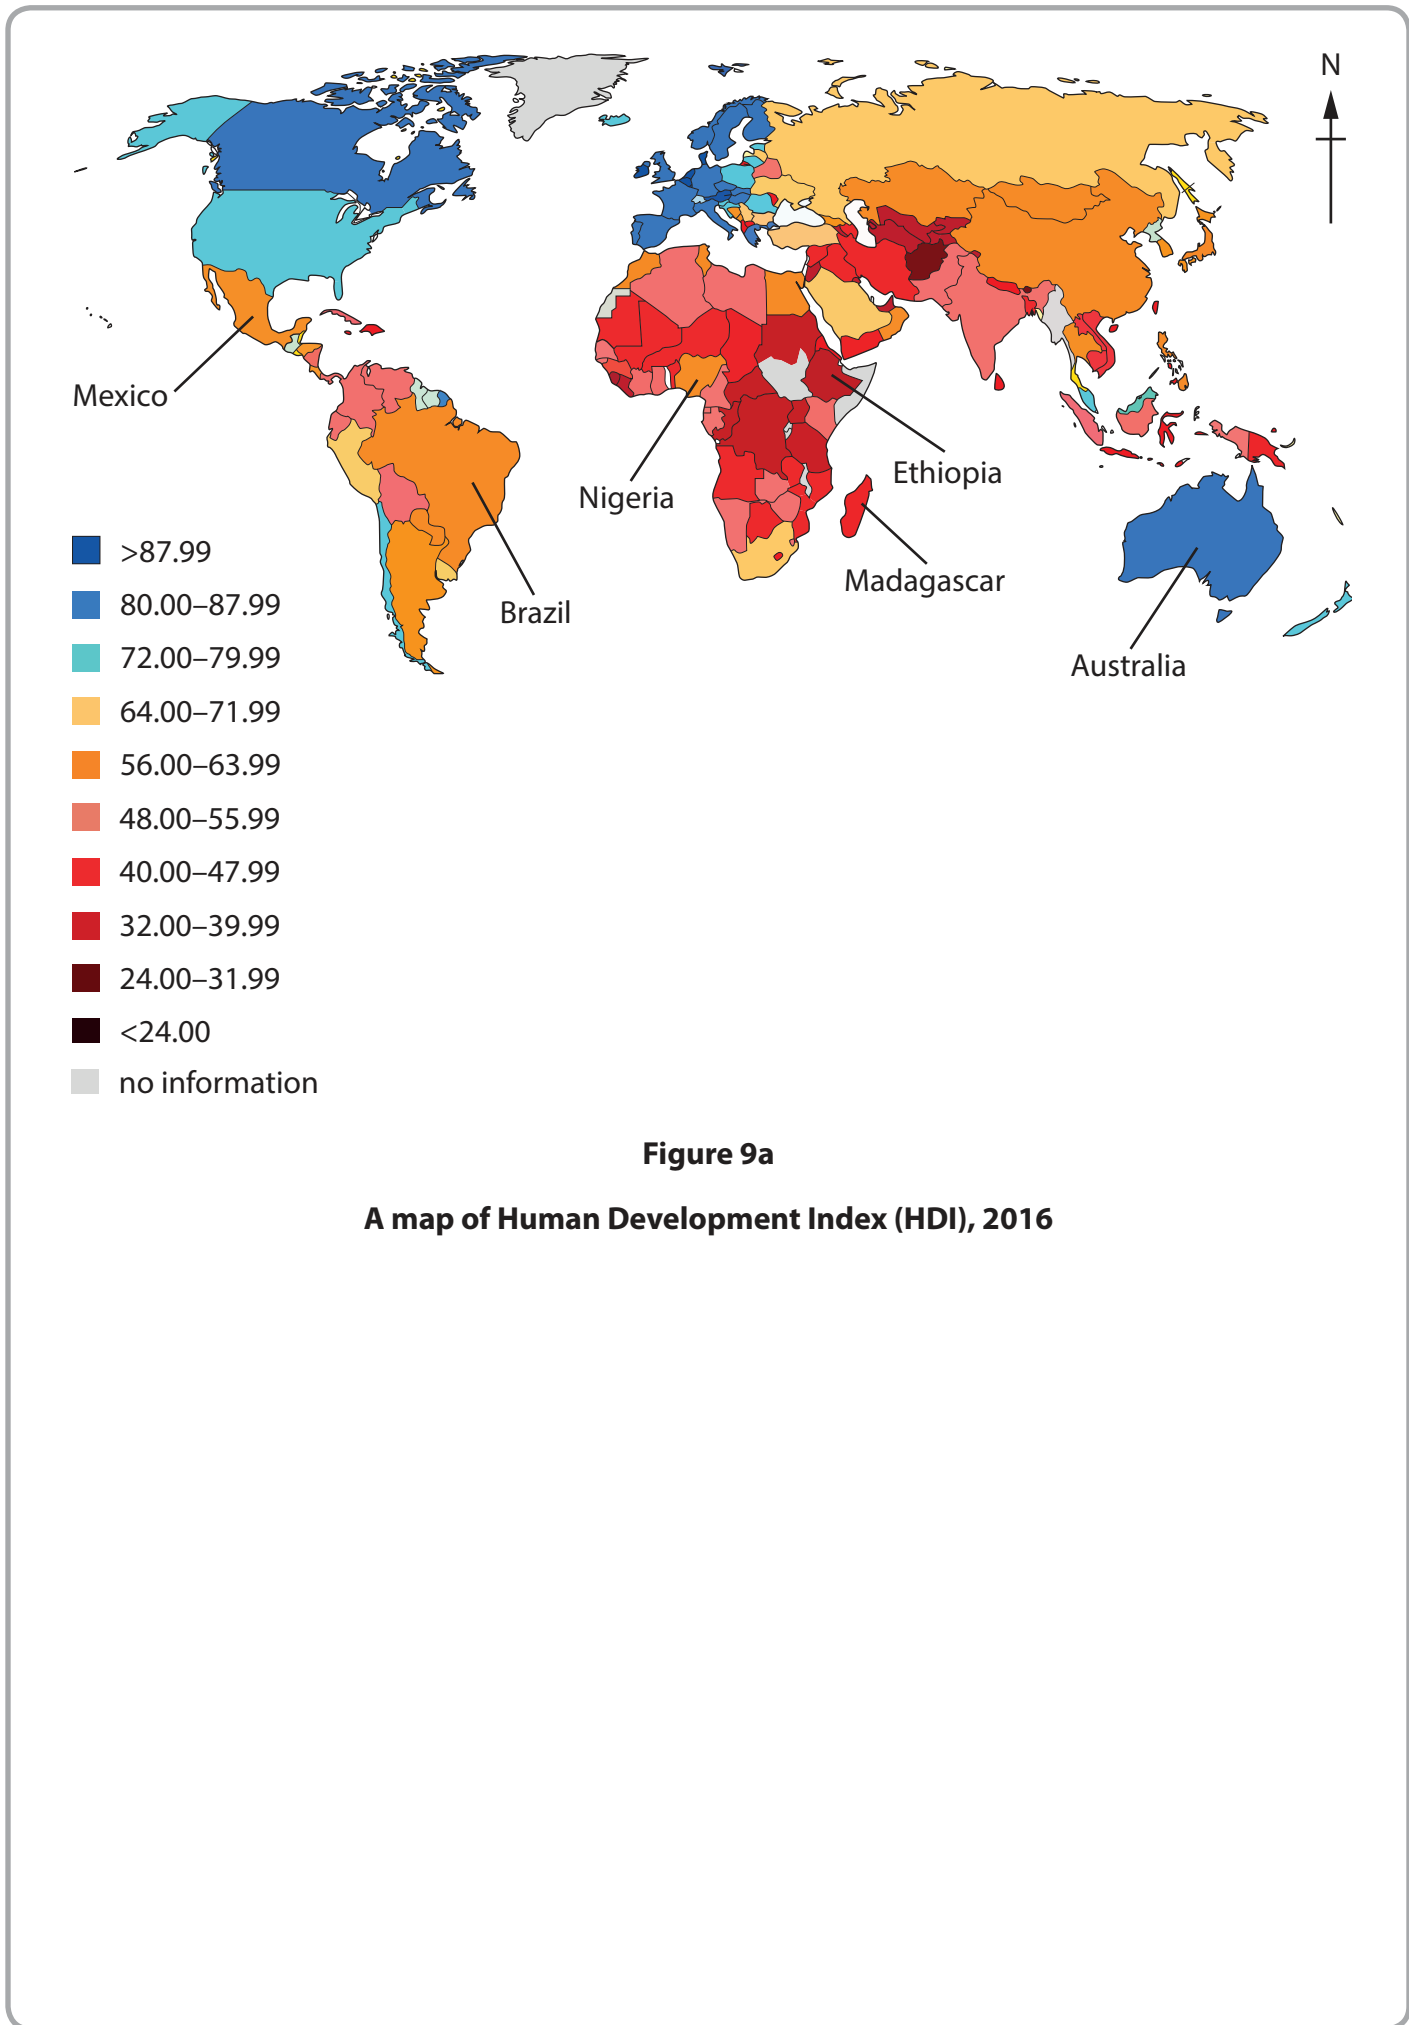 N
Mexico
Nigeria
Ethiopia
Madagascar
Brazil
Australia
>87.99
80.00–87.99
72.00–79.99
64.00–71.99
56.00–63.99
48.00–55.99
40.00–47.99
32.00–39.99
24.00–31.99
<24.00
no information
Figure 9a
A map of Human Development Index (HDI), 2016